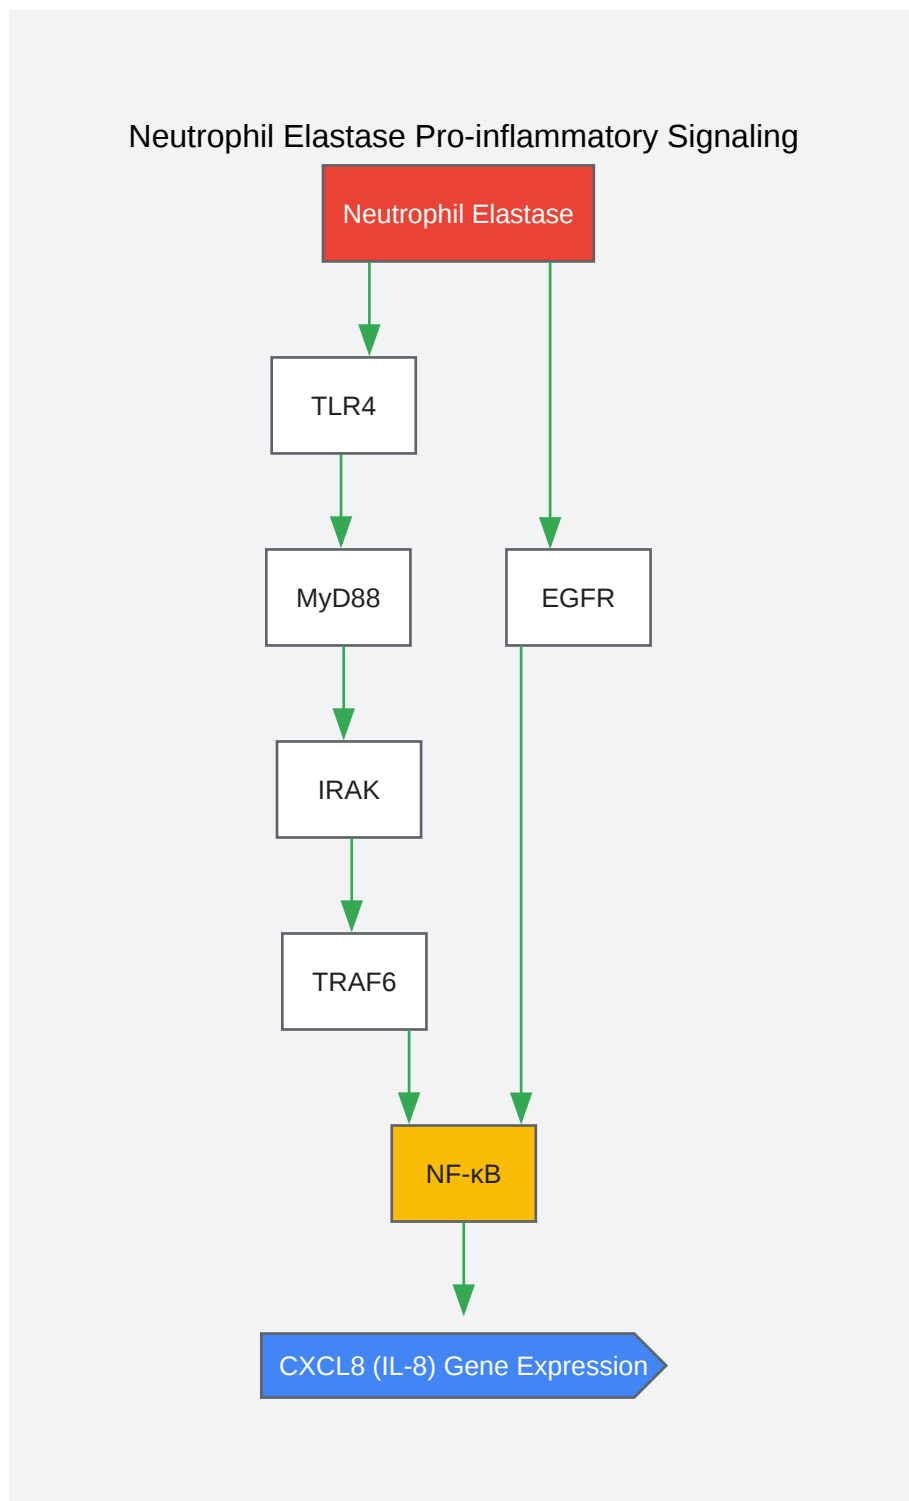 Neutrophil Elastase Pro-inflammatory Signaling
Neutrophil Elastase
TLR4
MyD88
EGFR
IRAK
TRAF6
NF-κB
CXCL8 (IL-8) Gene Expression